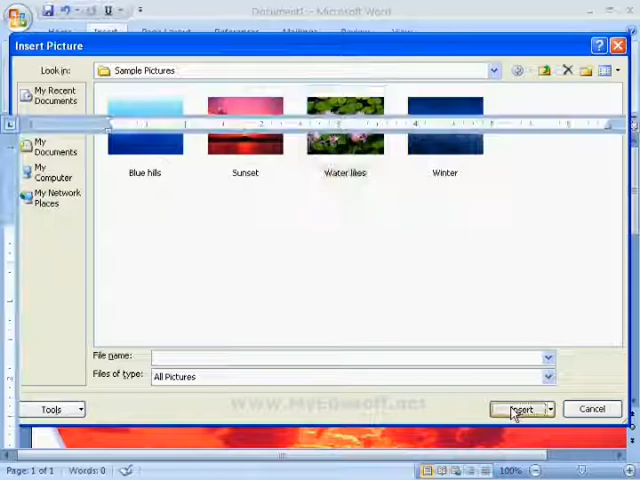 Document1 - Microsoft Word
Insert Picture
Look in:
Sample Pictures
My Recent
Documents
My
Documents
My
Computer
My Network
Places
Blue hills
Sunset
Water lilies
Winter
File name:
Files of type:
All Pictures
Tools
www.MyEdusoft.net
Insert
Cancel
Page: 1 of 1
Words: 0
100%